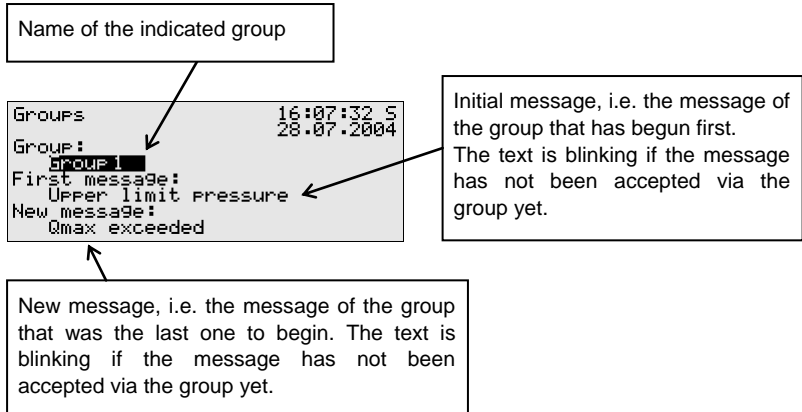 Name of the indicated group
Groups 16:07:32 S
28.07.2004
Group:
Group 1
First message:
Upper limit pressure
New message:
Qmax exceeded
Initial message, i.e. the message of
the group that has begun first.
The text is blinking if the message
has not been accepted via the
group yet.
New message, i.e. the message of the group
that was the last one to begin. The text is
blinking if the message has not been
accepted via the group yet.